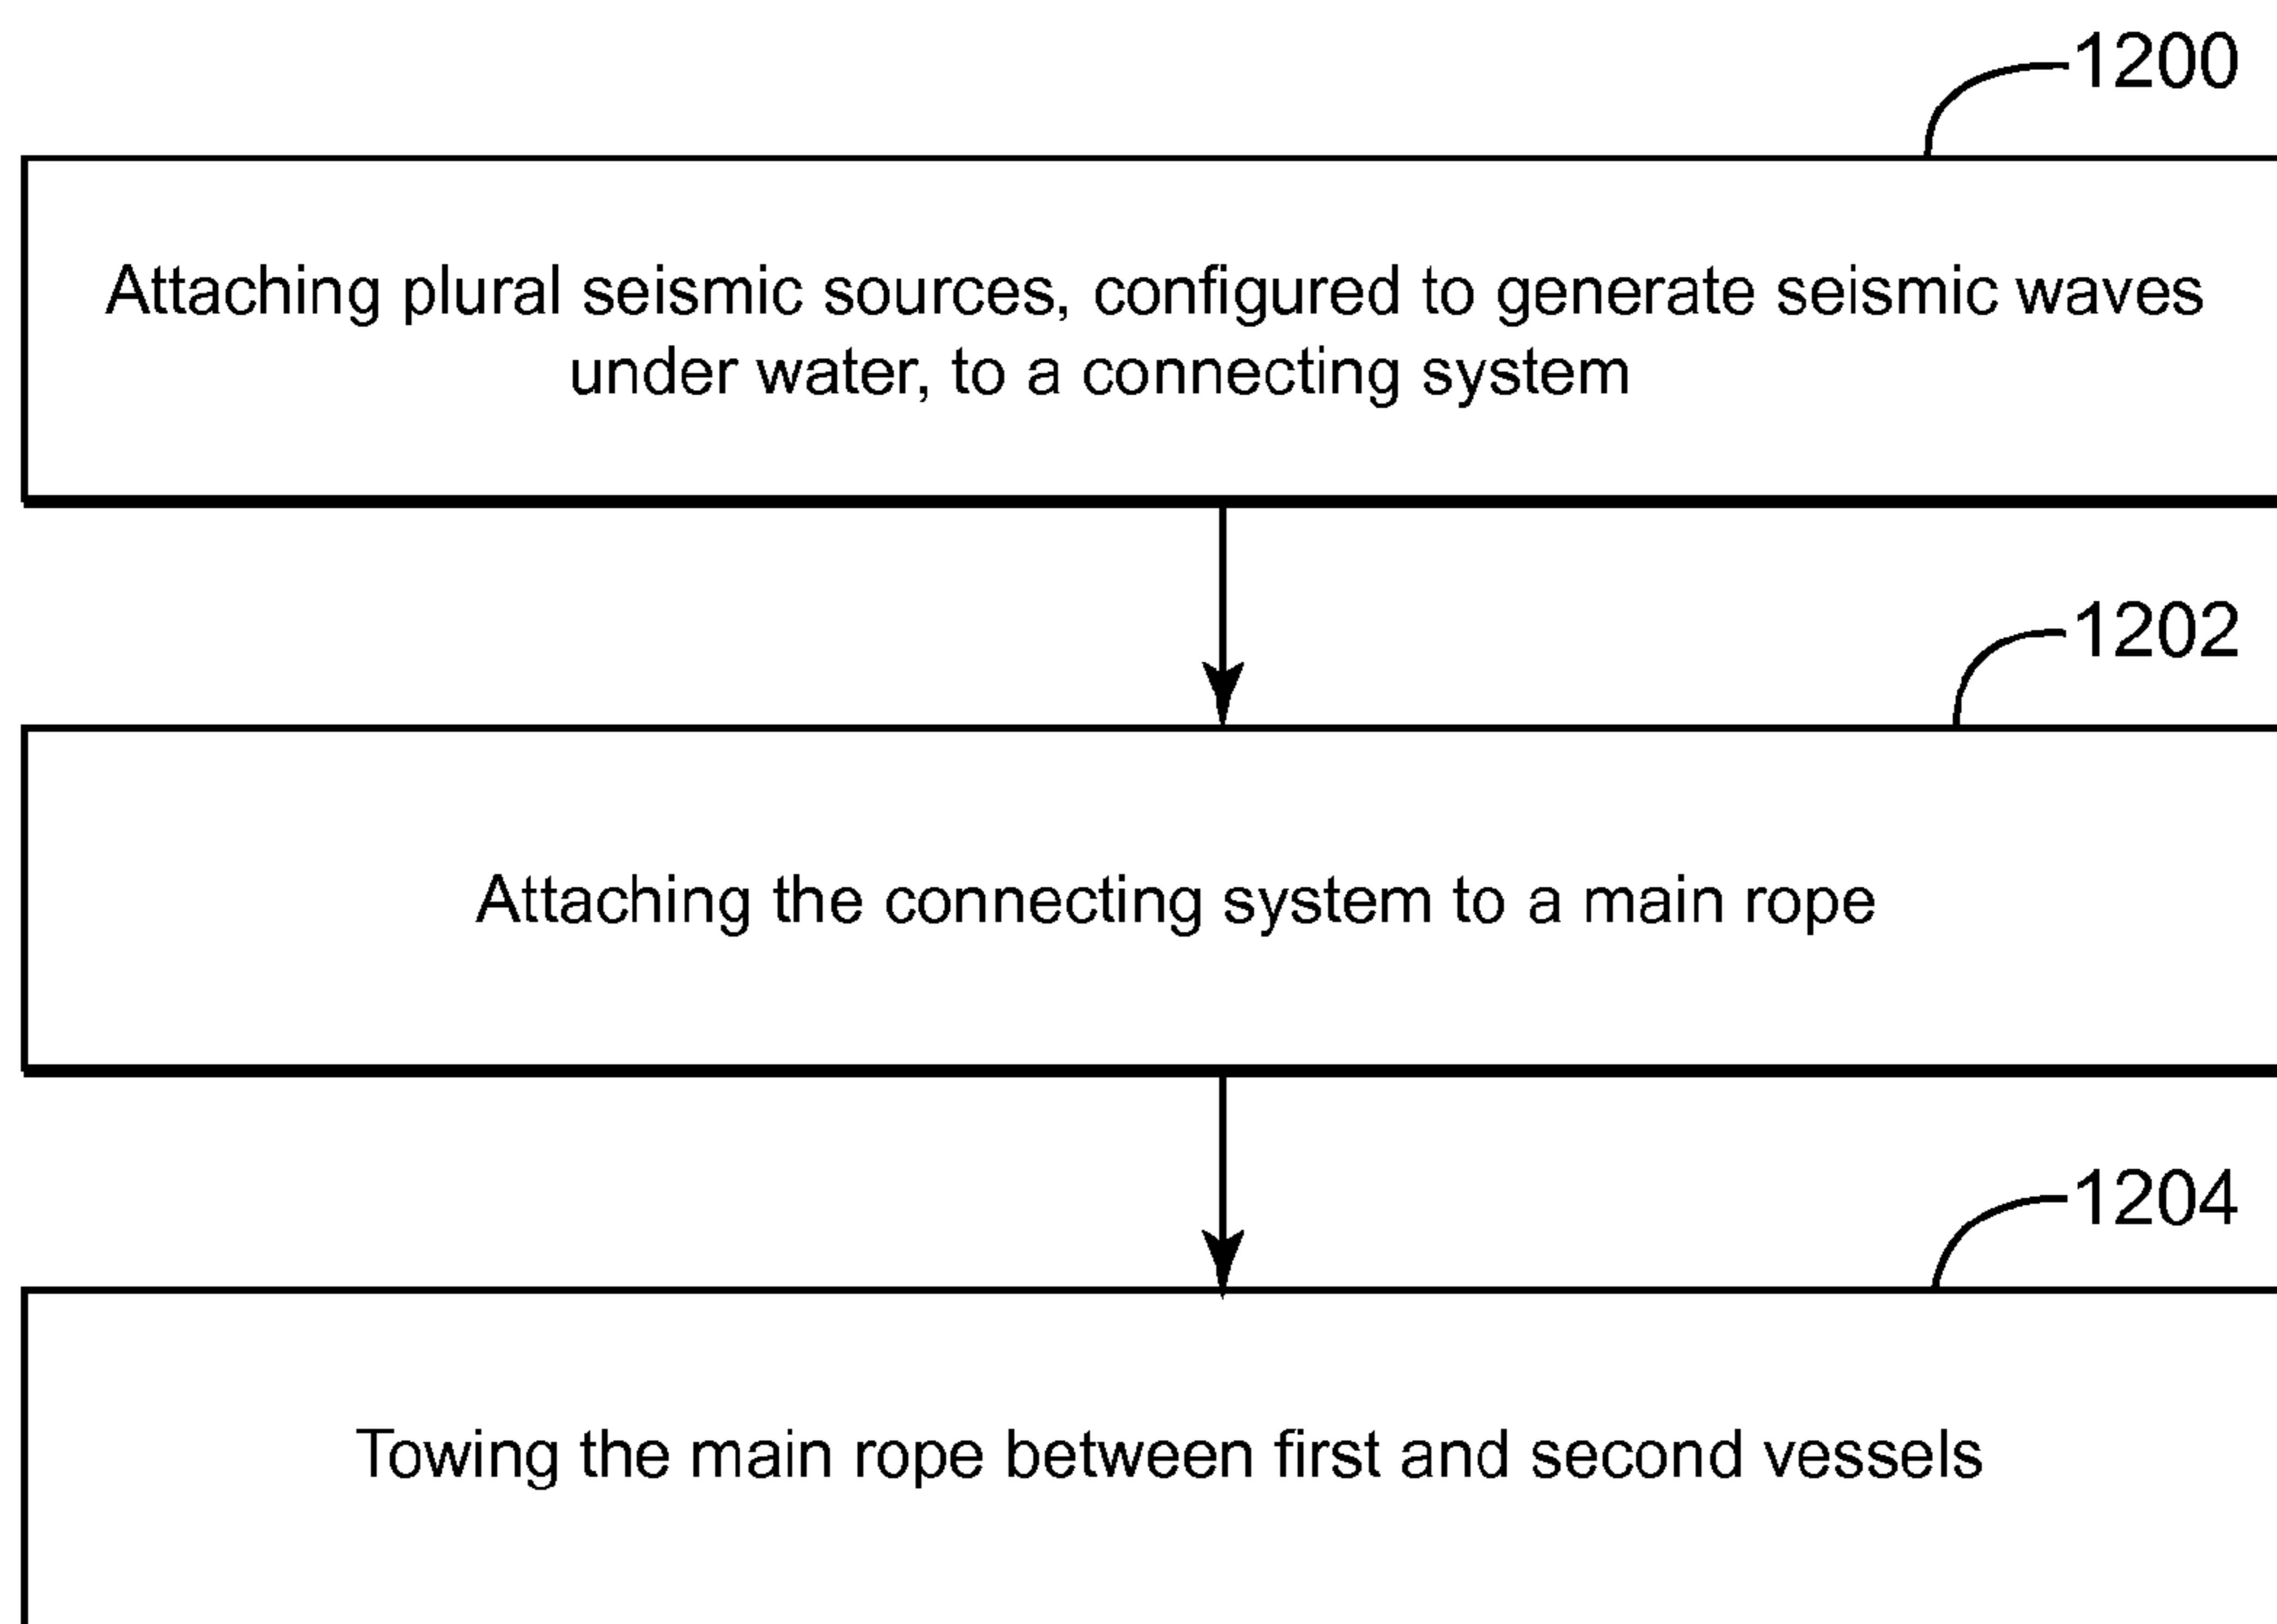 1200
Attaching plural seismic sources, configured to generate seismic waves
under water, to a connecting system
1202
Attaching the connecting system to a main rope
1204
Towing the main rope between first and second vessels